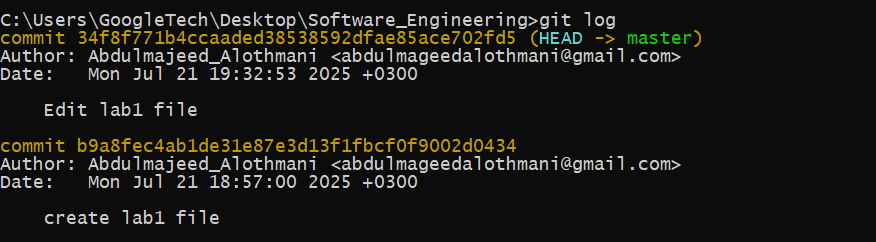 C:\Users\GoogleTech\Desktop\Software_Engineering>git log
commit 34f8f771b4ccaaded38538592dfae85ace702fd5 (HEAD -> master)
Author: Abdulmajeed_Alothmani <abdulmageedalothmani@gmail.com>
Date:   Mon Jul 21 19:32:53 2025 +0300
    Edit lab1 file
commit b9a8fec4ab1de31e87e3d13f1fbcf0f9002d0434
Author: Abdulmajeed_Alothmani <abdulmageedalothmani@gmail.com>
Date:   Mon Jul 21 18:57:00 2025 +0300
    create lab1 file